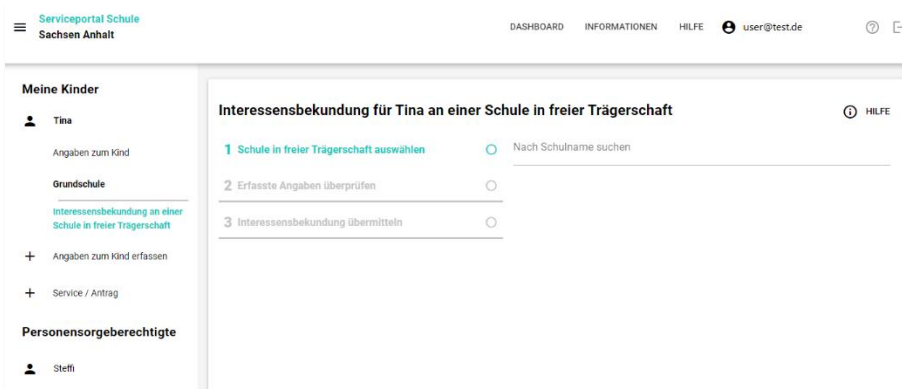 Serviceportal Schule
Sachsen Anhalt
DASHBOARD INFORMATIONEN HILFE user@test.de
Meine Kinder
Tina
Angaben zum Kind
Grundschule
Interessensbekundung an einer
Schule in freier Trägerschaft
Angaben zum Kind erfassen
Service / Antrag
Personensorgeberechtigte
Steffi
Interessensbekundung für Tina an einer Schule in freier Trägerschaft
HILFE
1 Schule in freier Trägerschaft auswählen
Nach Schulname suchen
2 Erfasste Angaben überprüfen
3 Interessensbekundung übermitteln